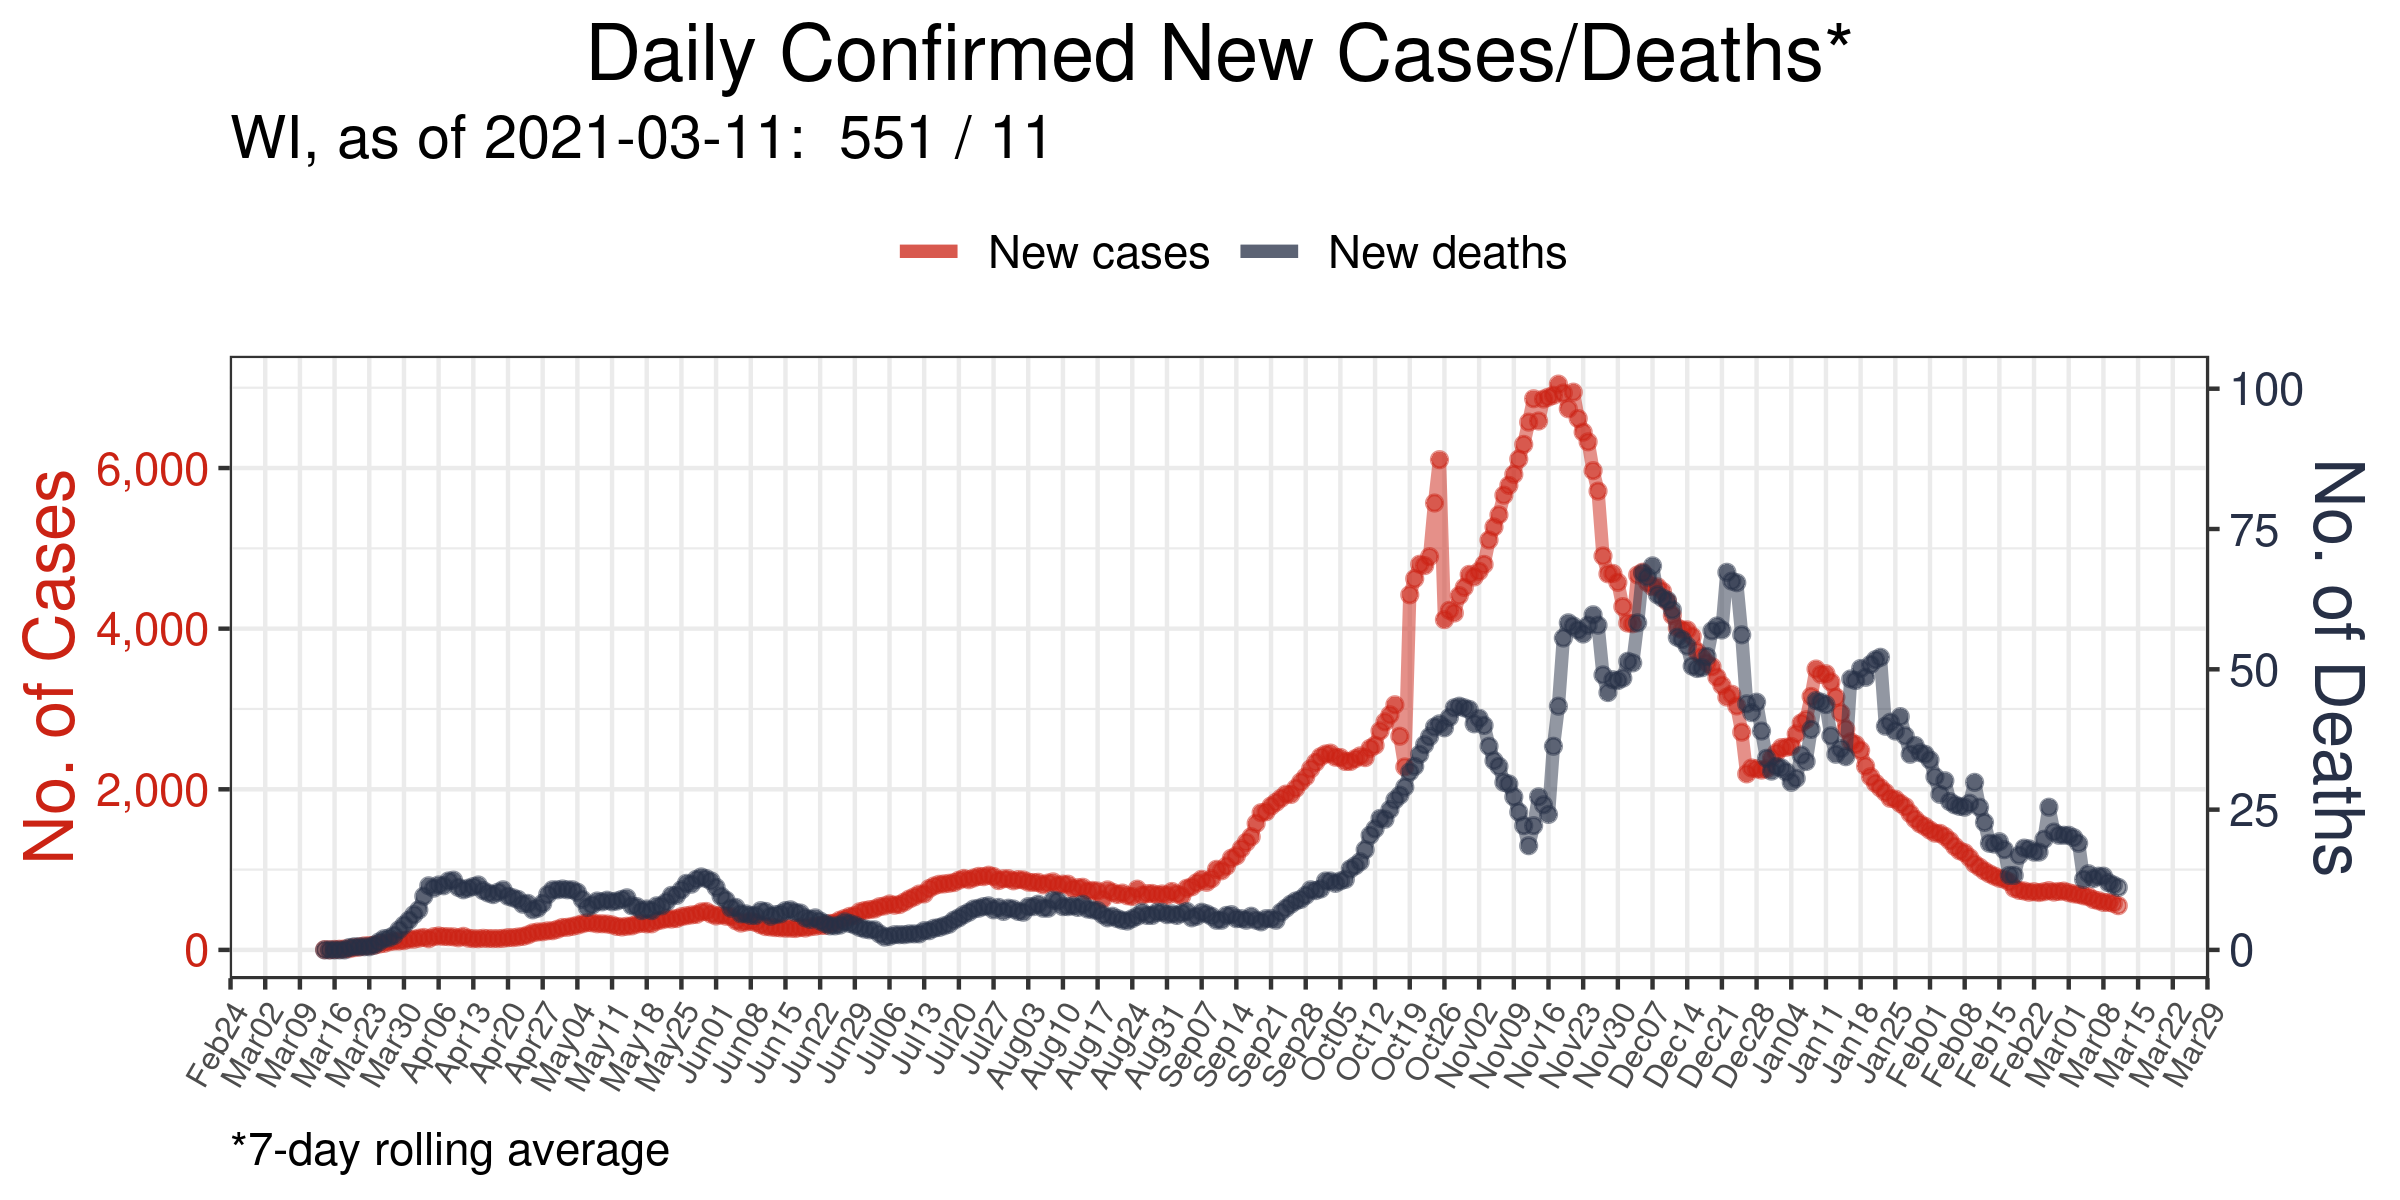 Daily Confirmed New Cases/Deaths*
WI, as of 2021-03-11:  551 / 11
New cases
New deaths
No. of Cases
6,000
4,000
2,000
0
100
75
50
25
0
No. of Deaths
Feb24
Mar02
Mar09
Mar16
Mar23
Mar30
Apr06
Apr13
Apr20
Apr27
May04
May11
May18
May25
Jun01
Jun08
Jun15
Jun22
Jun29
Jul06
Jul13
Jul20
Jul27
Aug03
Aug10
Aug17
Aug24
Aug31
Sep07
Sep14
Sep21
Sep28
Oct05
Oct12
Oct19
Oct26
Nov02
Nov09
Nov16
Nov23
Nov30
Dec07
Dec14
Dec21
Dec28
Jan04
Jan11
Jan18
Jan25
Feb01
Feb08
Feb15
Feb22
Mar01
Mar08
Mar15
Mar22
Mar29
*7-day rolling average